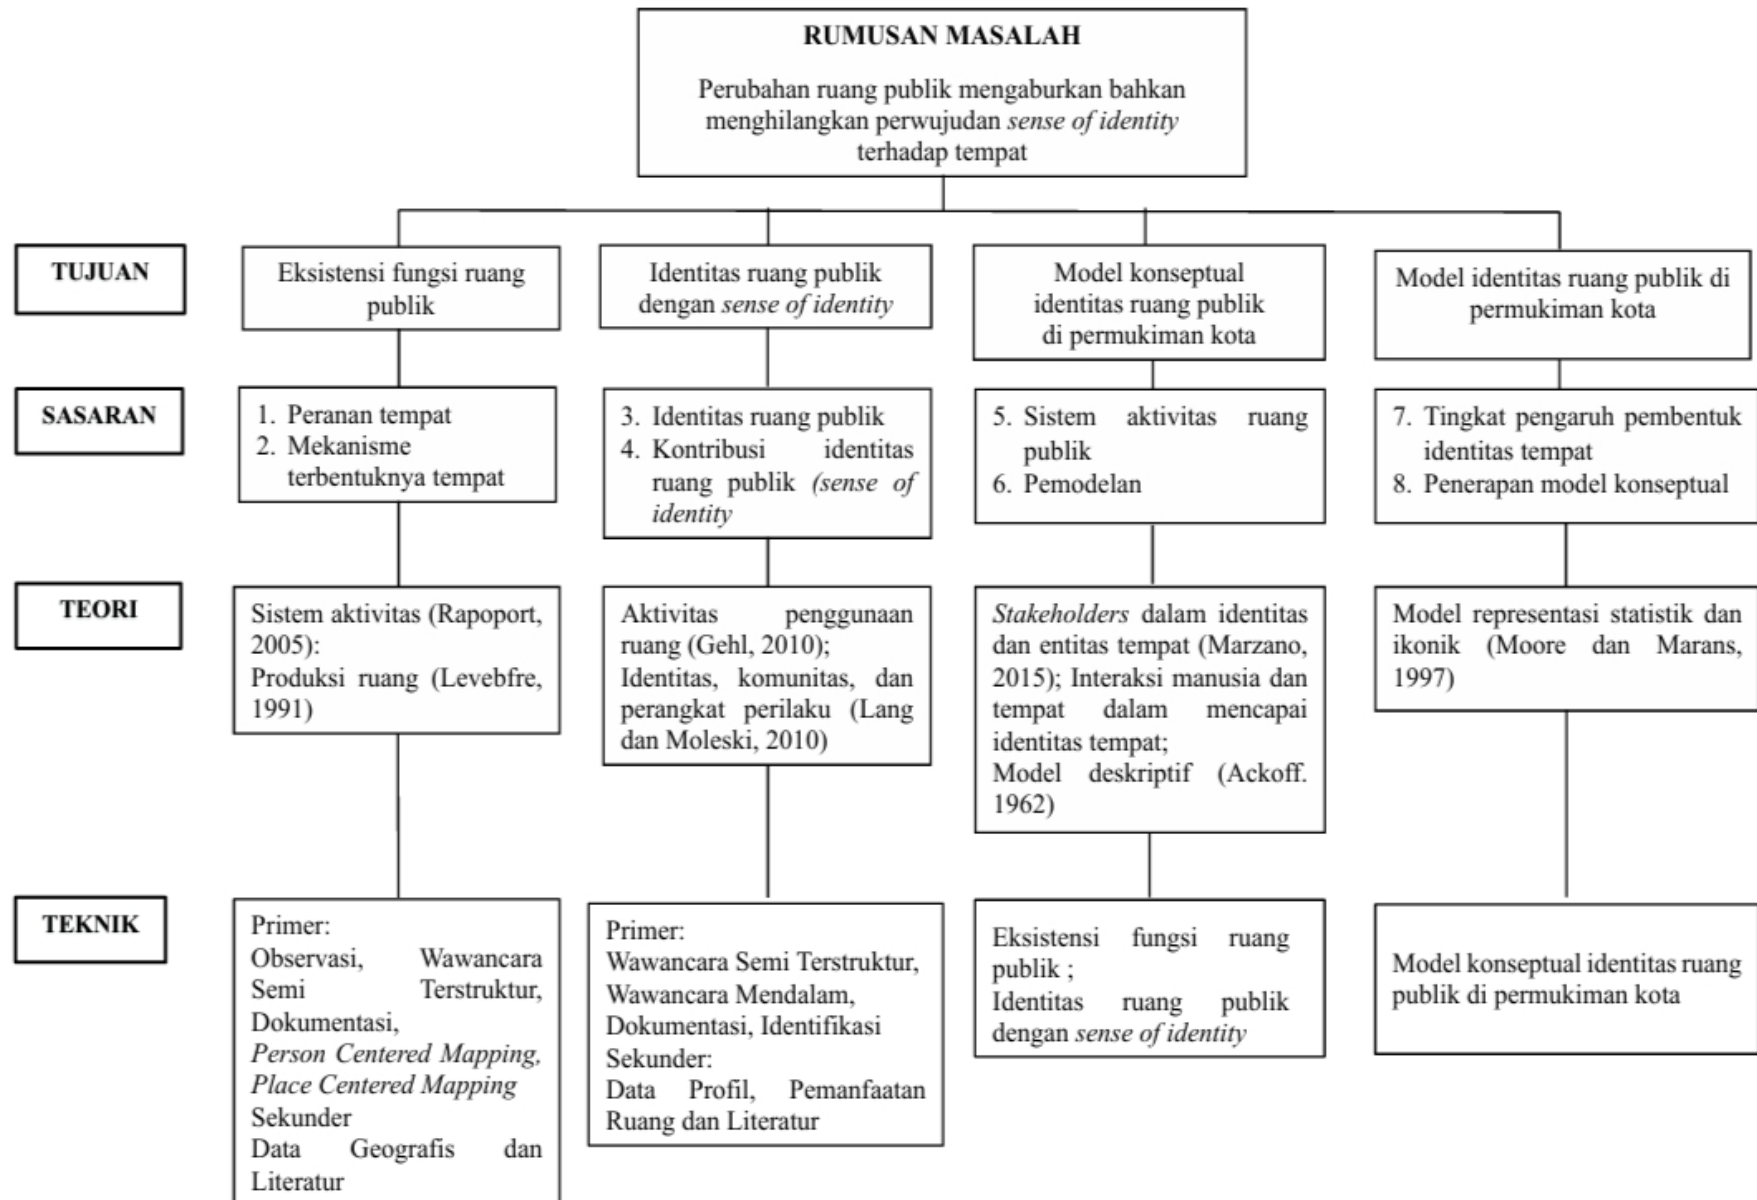 RUMUSAN MASALAH
Perubahan ruang publik mengaburkan bahkan
menghilangkan perwujudan sense of identity
terhadap tempat
TUJUAN
Eksistensi fungsi ruang
publik
Identitas ruang publik
dengan sense of identity
Model konseptual
identitas ruang publik
di permukiman kota
Model identitas ruang publik di
permukiman kota
SASARAN
1. Peranan tempat
2. Mekanisme
terbentuknya tempat
3. Identitas ruang publik
4. Kontribusi identitas
ruang publik (sense of
identity
5. Sistem aktivitas ruang
publik
6. Pemodelan
7. Tingkat pengaruh pembentuk
identitas tempat
8. Penerapan model konseptual
TEORI
Sistem aktivitas (Rapoport,
2005):
Produksi ruang (Levebfre,
1991)
Aktivitas penggunaan
ruang (Gehl, 2010);
Identitas, komunitas, dan
perangkat perilaku (Lang
dan Moleski, 2010)
Stakeholders dalam identitas
dan entitas tempat (Marzano,
2015); Interaksi manusia dan
tempat dalam mencapai
identitas tempat;
Model deskriptif (Ackoff.
1962)
Model representasi statistik dan
ikonik (Moore dan Marans,
1997)
TEKNIK
Primer:
Observasi, Wawancara
Semi Terstruktur,
Dokumentasi,
Person Centered Mapping,
Place Centered Mapping
Sekunder
Data Geografis dan
Literatur
Primer:
Wawancara Semi Terstruktur,
Wawancara Mendalam,
Dokumentasi, Identifikasi
Sekunder:
Data Profil, Pemanfaatan
Ruang dan Literatur
Eksistensi fungsi ruang
publik ;
Identitas ruang publik
dengan sense of identity
Model konseptual identitas ruang
publik di permukiman kota